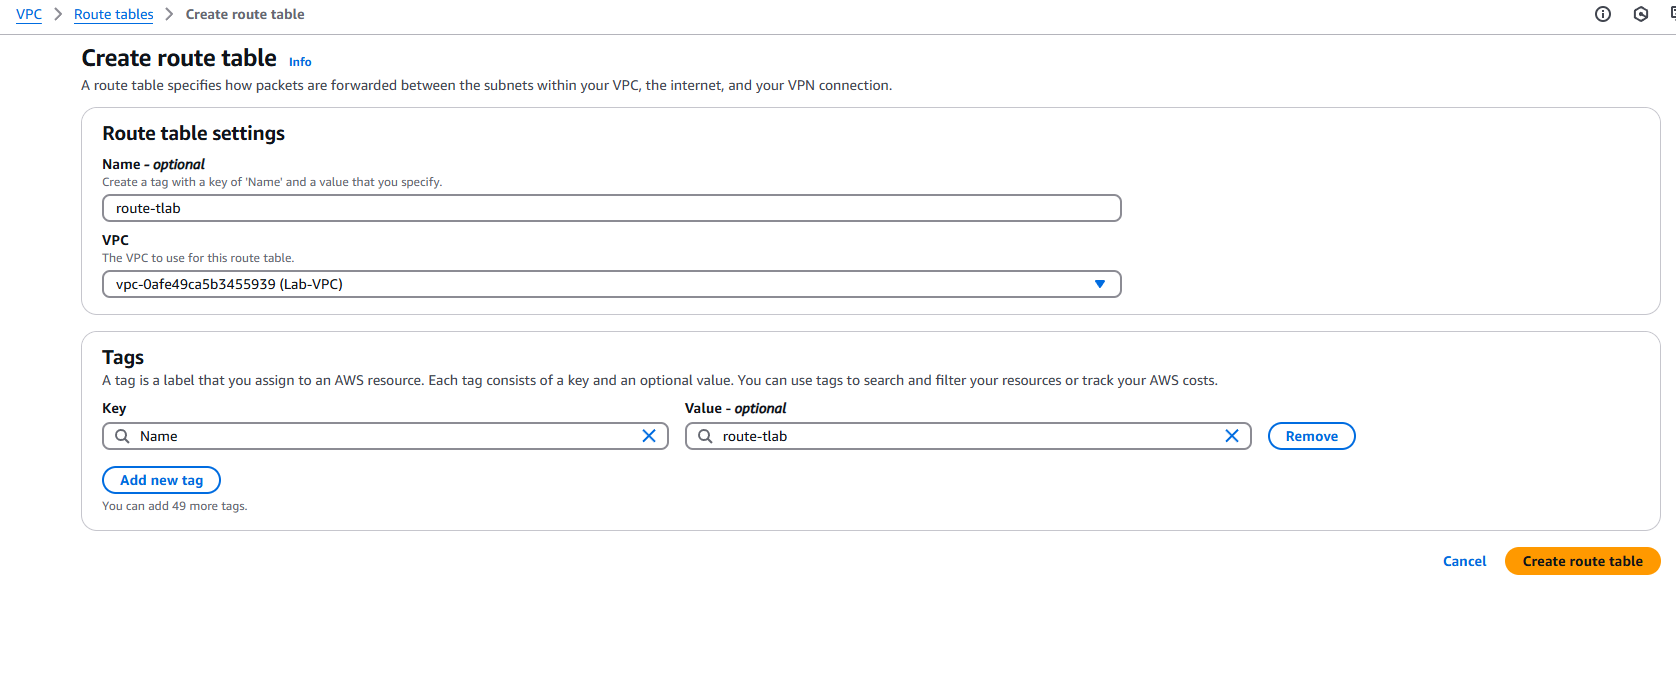 VPC > Route tables > Create route table
Create route table Info
A route table specifies how packets are forwarded between the subnets within your VPC, the internet, and your VPN connection.
Route table settings
Name - optional
Create a tag with a key of 'Name' and a value that you specify.
route-tlab
VPC
The VPC to use for this route table.
vpc-0afe49ca5b3455939 (Lab-VPC)
Tags
A tag is a label that you assign to an AWS resource. Each tag consists of a key and an optional value. You can use tags to search and filter your resources or track your AWS costs.
Key Value - optional
Name route-tlab Remove
Add new tag
You can add 49 more tags.
Cancel Create route table